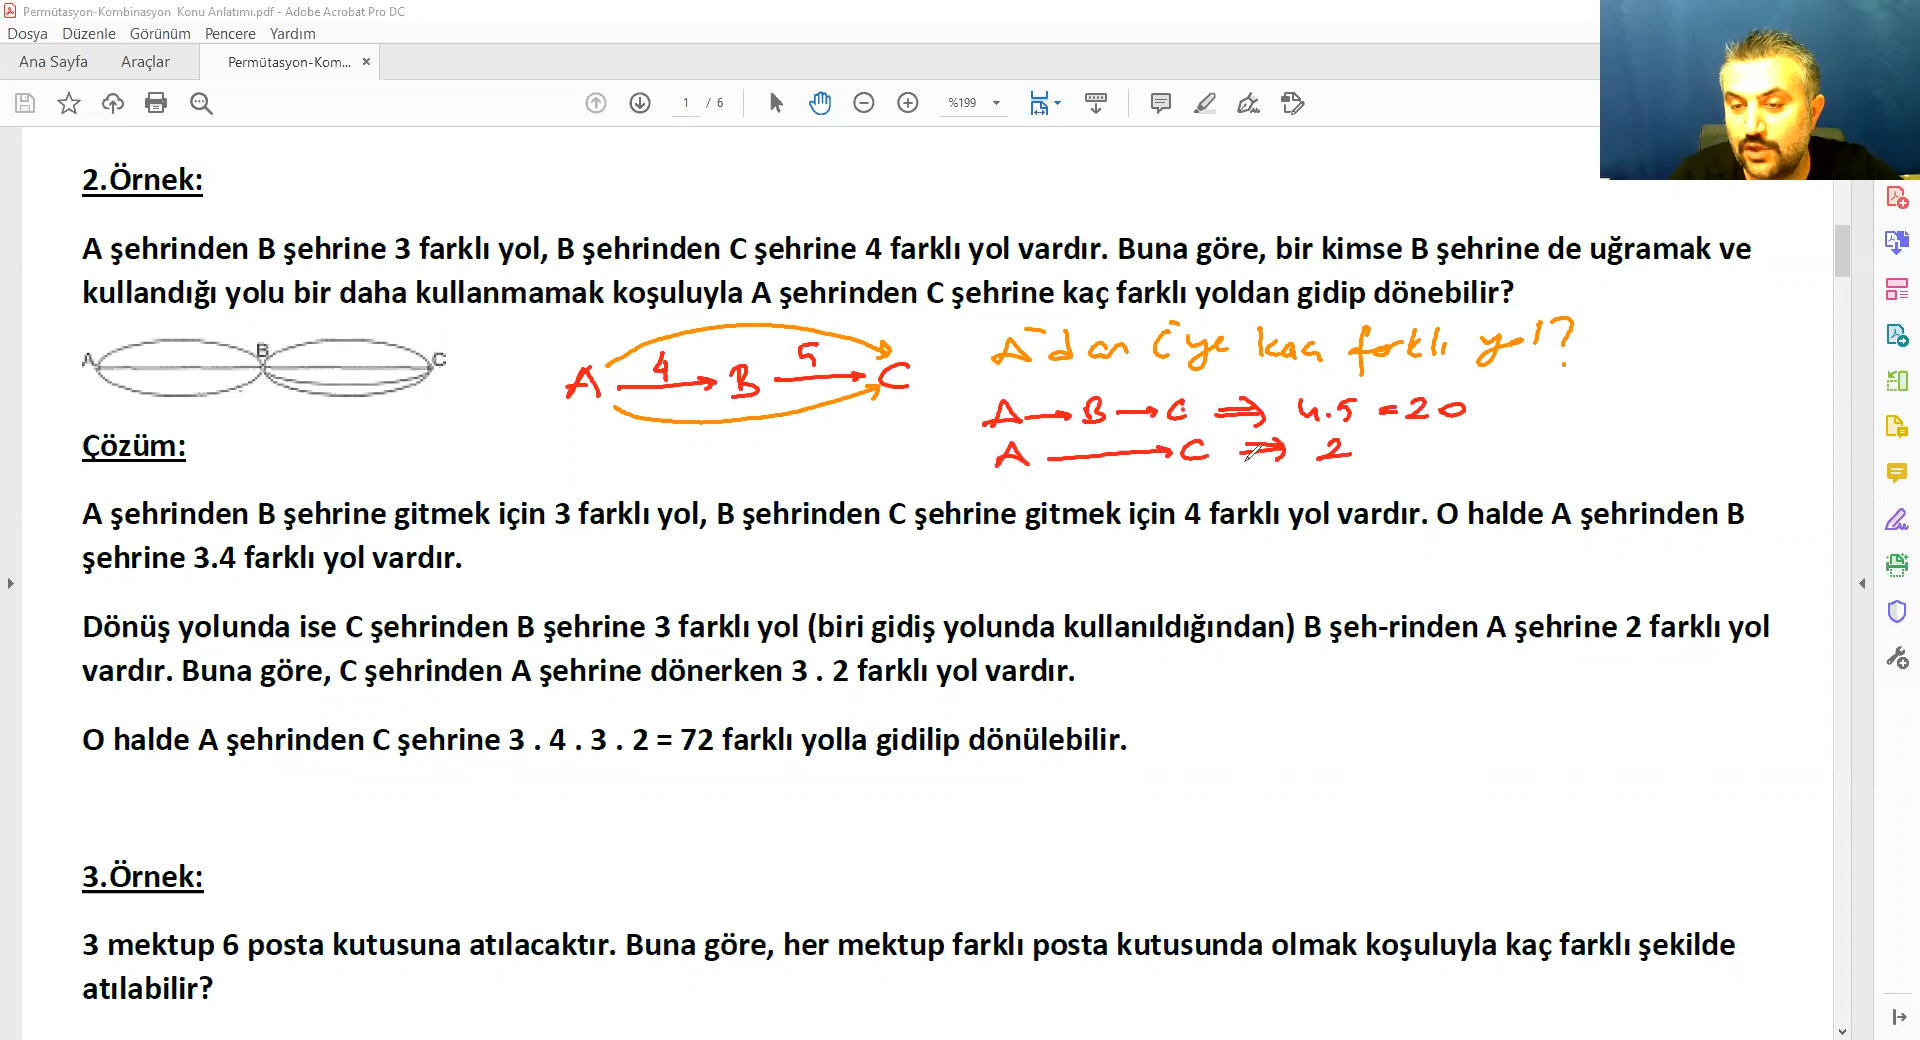 Permütasyon-Kombinasyon Konu Anlatımı.pdf - Adobe Acrobat Pro DC
Dosya Düzenle Görünüm Pencere Yardım
Ana Sayfa Araçlar Permütasyon-Kom... ×
1 / 6 %199
2.Örnek:
A şehrinden B şehrine 3 farklı yol, B şehrinden C şehrine 4 farklı yol vardır. Buna göre, bir kimse B şehrine de uğramak ve
kullandığı yolu bir daha kullanmamak koşuluyla A şehrinden C şehrine kaç farklı yoldan gidip dönebilir?
A B C
A 4 B 5 C
A'dan C'ye kaç farklı yol?
A → B → C ⇒ 4.5 = 20
A → C ⇒ 2
Çözüm:
A şehrinden B şehrine gitmek için 3 farklı yol, B şehrinden C şehrine gitmek için 4 farklı yol vardır. O halde A şehrinden B
şehrine 3.4 farklı yol vardır.
Dönüş yolunda ise C şehrinden B şehrine 3 farklı yol (biri gidiş yolunda kullanıldığından) B şeh-rinden A şehrine 2 farklı yol
vardır. Buna göre, C şehrinden A şehrine dönerken 3 . 2 farklı yol vardır.
O halde A şehrinden C şehrine 3 . 4 . 3 . 2 = 72 farklı yolla gidilip dönülebilir.
3.Örnek:
3 mektup 6 posta kutusuna atılacaktır. Buna göre, her mektup farklı posta kutusunda olmak koşuluyla kaç farklı şekilde
atılabilir?